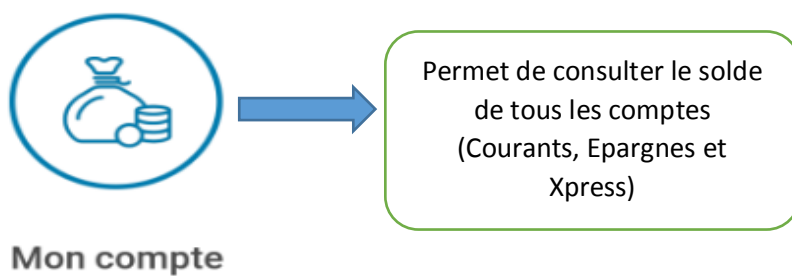 Permet de consulter le solde
de tous les comptes
(Courants, Epargnes et
Xpress)
Mon compte